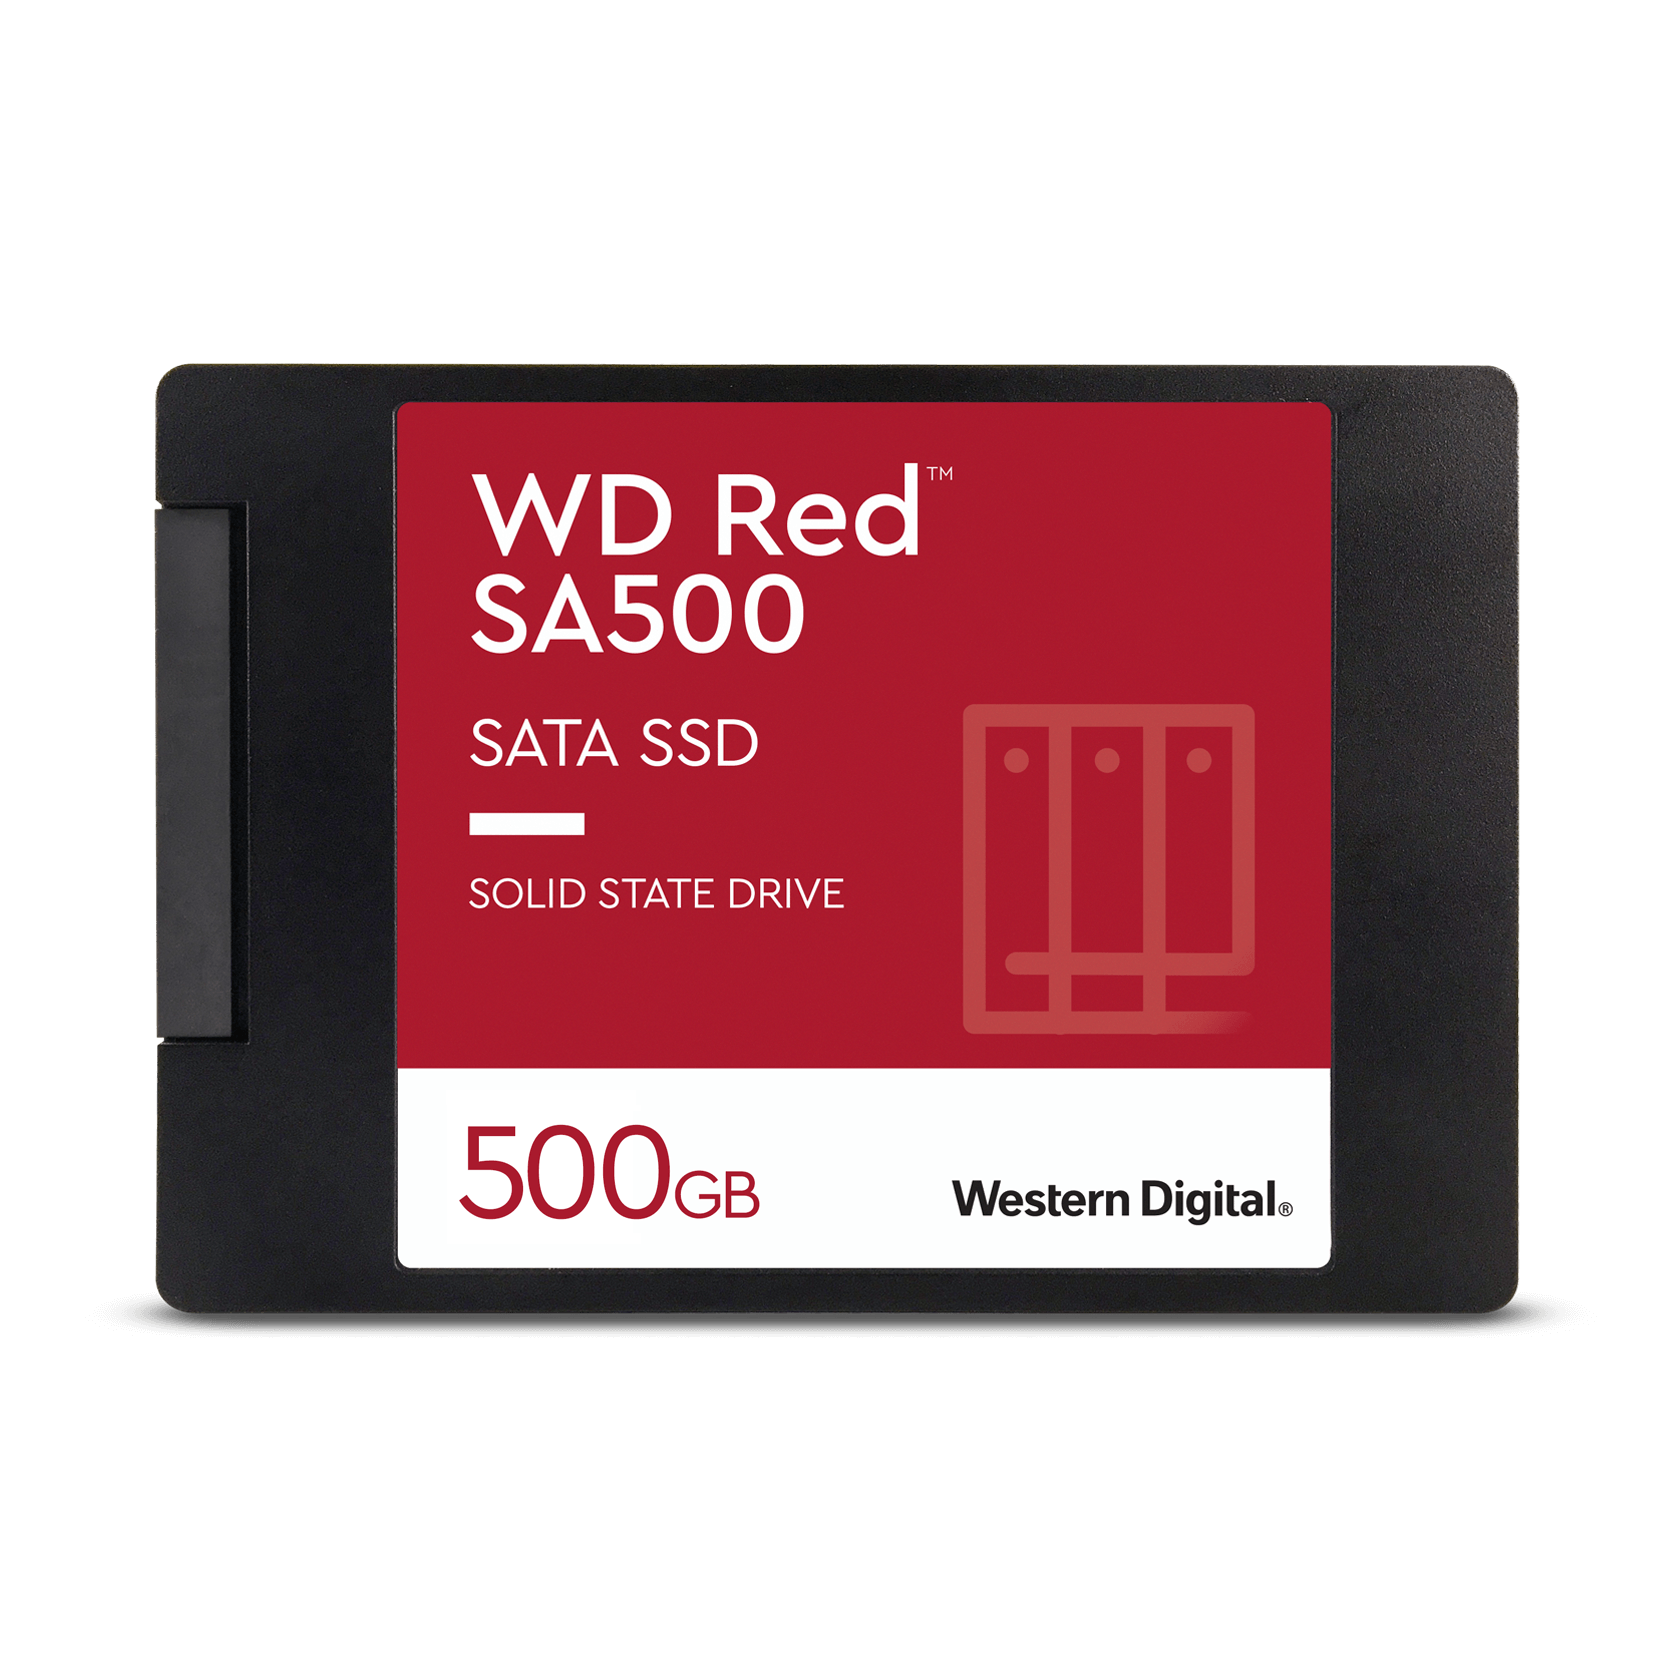 WD Red™
SA500
SATA SSD
SOLID STATE DRIVE
500GB
Western Digital®